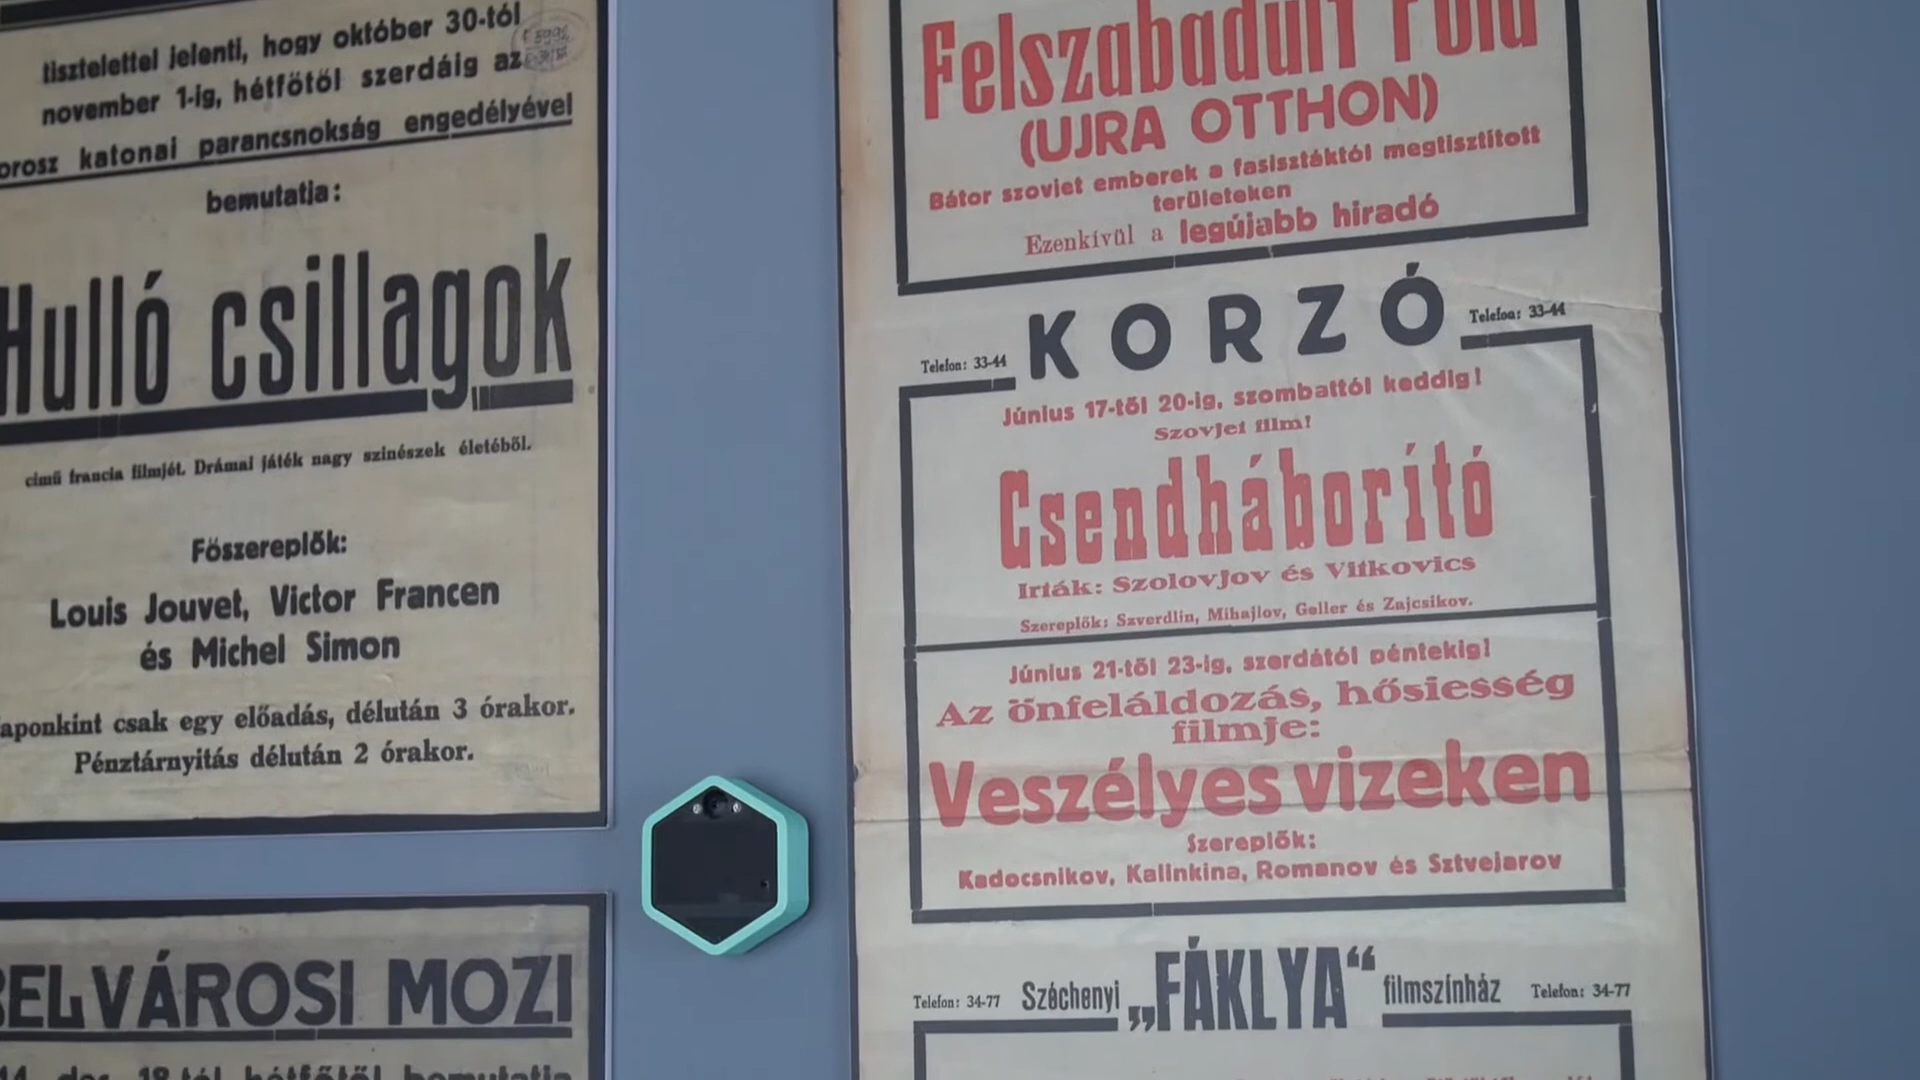 tisztelettel jelenti, hogy október 30-tól
november 1-ig, hétfőtől szerdáig az
orosz katonai parancsnokság engedélyével
bemutatja:
Hulló csillagok
című francia filmjét. Drámai játék nagy szinészek életéből.
Főszereplők:
Louis Jouvet, Victor Francen
és Michel Simon
aponkint csak egy előadás, délután 3 órakor.
Pénztárnyitás délután 2 órakor.
BELVÁROSI MOZI
Felszabadult Föld
(UJRA OTTHON)
Bátor szovjet emberek a fasisztáktól megtisztított
területeken
Ezenkívül a legújabb hiradó
Telefon: 33-44 KORZÓ Telefon: 33-44
Június 17-től 20-ig, szombattól keddig!
Szovjet film!
Csendháborító
Irták: Szolovjov és Vitkovics
Szereplők: Szverdlin, Mihajlov, Geller és Zajcsikov.
Június 21-től 23-ig, szerdától péntekig!
Az önfeláldozás, hősiesség
filmje:
Veszélyes vizeken
Szereplők:
Kadocsnikov, Kalinkina, Romanov és Sztvejarov
Telefon: 34-77 Széchenyi „FÁKLYA“ filmszínház Telefon: 34-77